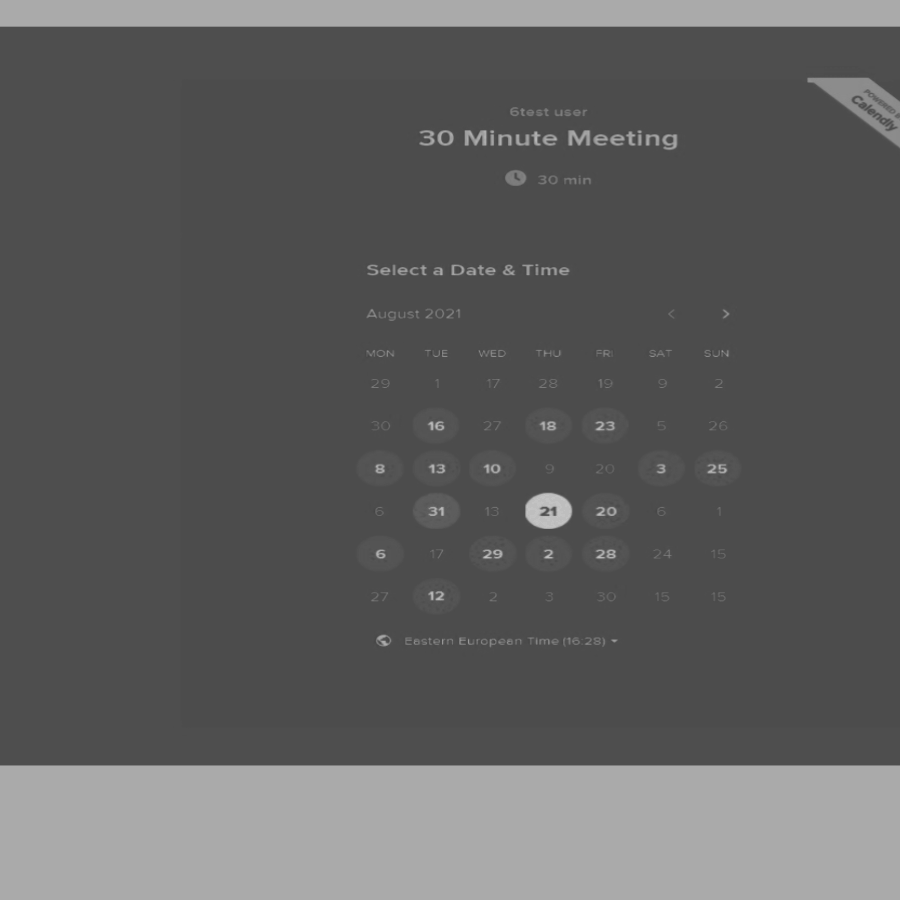 POWERED B
Calendly
6test user
30 Minute Meeting
30 min
Select a Date & Time
August 2021
MON TUE WED THU FRI SAT SUN
29 1 17 28 19 9 2
30 16 27 18 23 5 26
8 13 10 9 20 3 25
6 31 13 21 20 6 1
6 17 29 2 28 24 15
27 12 2 3 30 15 15
Eastern European Time (16:28)